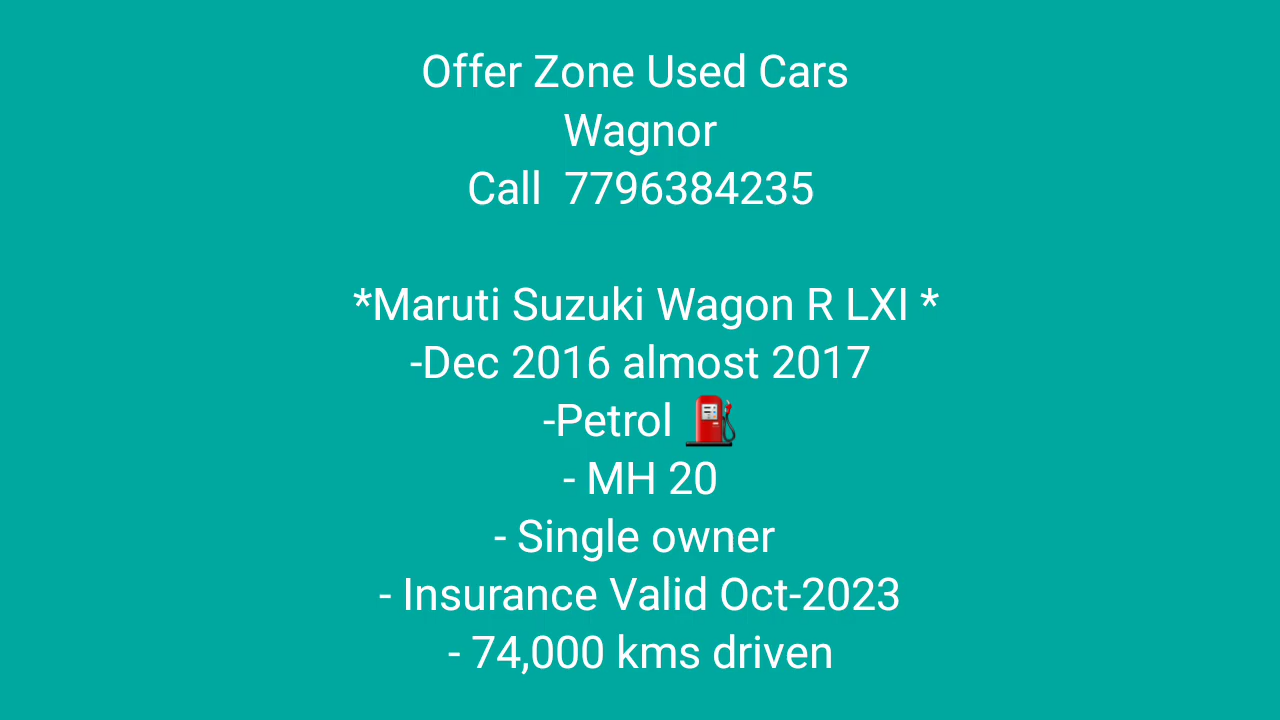 Offer Zone Used Cars
Wagnor
Call  7796384235
*Maruti Suzuki Wagon R LXI *
-Dec 2016 almost 2017
-Petrol ⛽
- MH 20
- Single owner
- Insurance Valid Oct-2023
- 74,000 kms driven